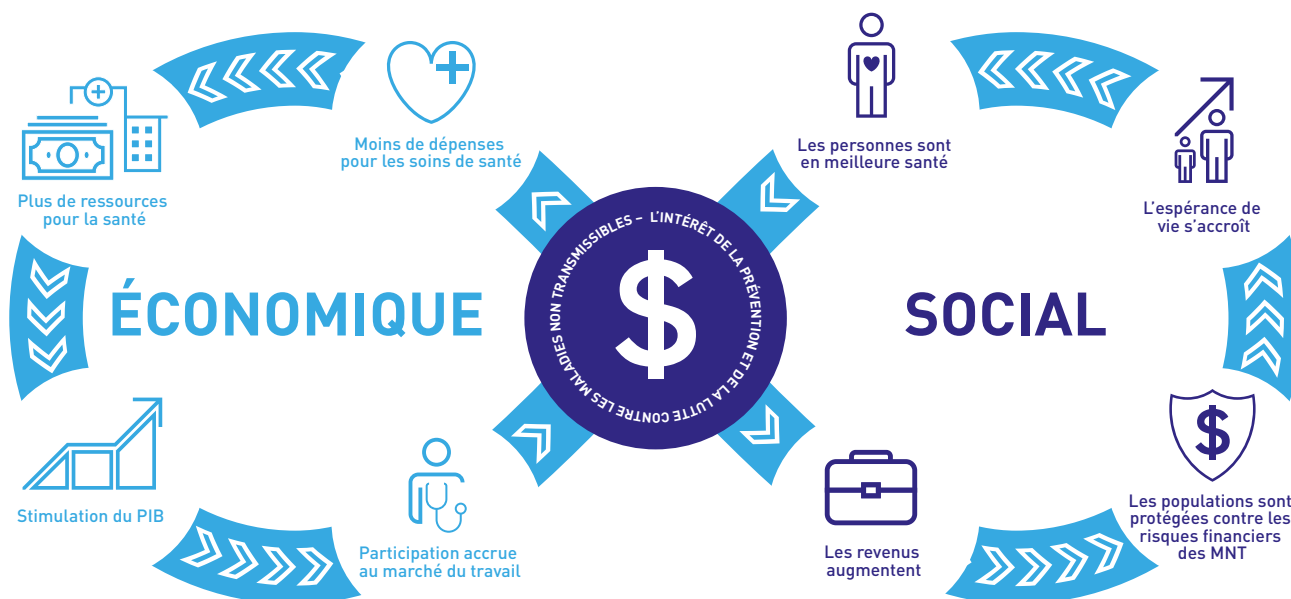 Moins de dépenses
pour les soins de santé
Plus de ressources
pour la santé
ÉCONOMIQUE
Stimulation du PIB
Participation accrue
au marché du travail
L'INTÉRÊT DE LA PRÉVENTION ET DE LA LUTTE CONTRE LES MALADIES NON TRANSMISSIBLES –
$
Les personnes sont
en meilleure santé
L'espérance de
vie s'accroît
SOCIAL
$
Les populations sont
protégées contre les
risques financiers
des MNT
Les revenus
augmentent